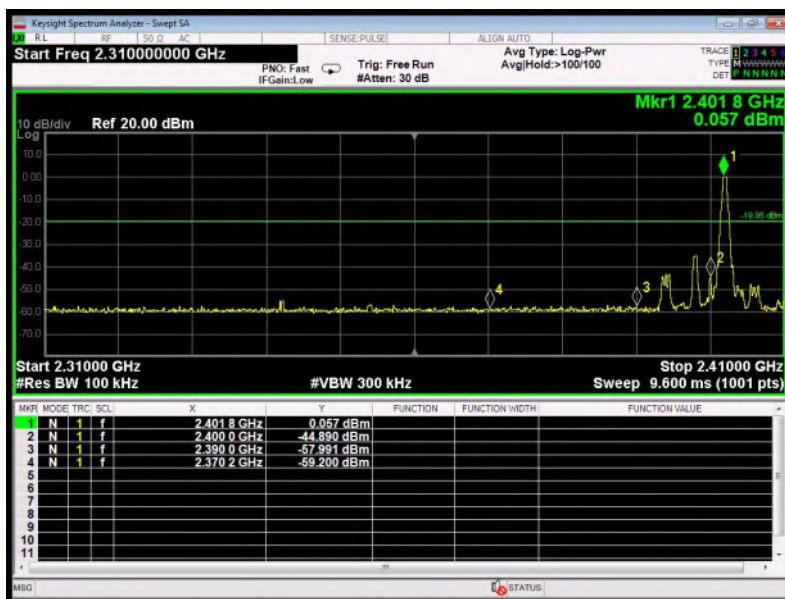 Keysight Spectrum Analyzer - Swept SA
RL RF 50 Ω AC SENSE:PULSE ALIGN AUTO
Start Freq 2.310000000 GHz
PNO: Fast
IFGain:Low
Trig: Free Run
#Atten: 30 dB
Avg Type: Log-Pwr
Avg|Hold:>100/100
TRACE 1 2 3 4 5 6
TYPE M WWWWW
DET P N N N N N
Mkr1 2.401 8 GHz
0.057 dBm
10 dB/div Ref 20.00 dBm
Log
10.0
0.00
-10.0
-20.0
-30.0
-40.0
-50.0
-60.0
-70.0
1
-19.95 dBm
2
3
4
Start 2.31000 GHz Stop 2.41000 GHz
#Res BW 100 kHz #VBW 300 kHz Sweep 9.600 ms (1001 pts)
MKR MODE TRC SCL X Y FUNCTION FUNCTION WIDTH FUNCTION VALUE
1 N 1 f 2.401 8 GHz 0.057 dBm
2 N 1 f 2.400 0 GHz -44.890 dBm
3 N 1 f 2.390 0 GHz -57.991 dBm
4 N 1 f 2.370 2 GHz -59.200 dBm
5
6
7
8
9
10
11
MSG STATUS